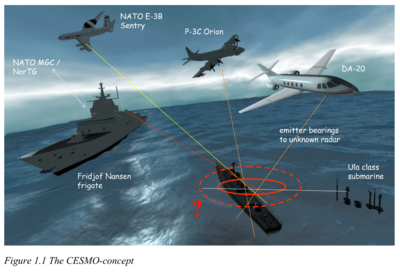 NATO E-3B
Sentry
P-3C Orion
DA-20
NATO MGC /
NorTG
emitter bearings
to unknown radar
Ula class
submarine
Fridjof Nansen
frigate
?
Figure 1.1 The CESMO-concept